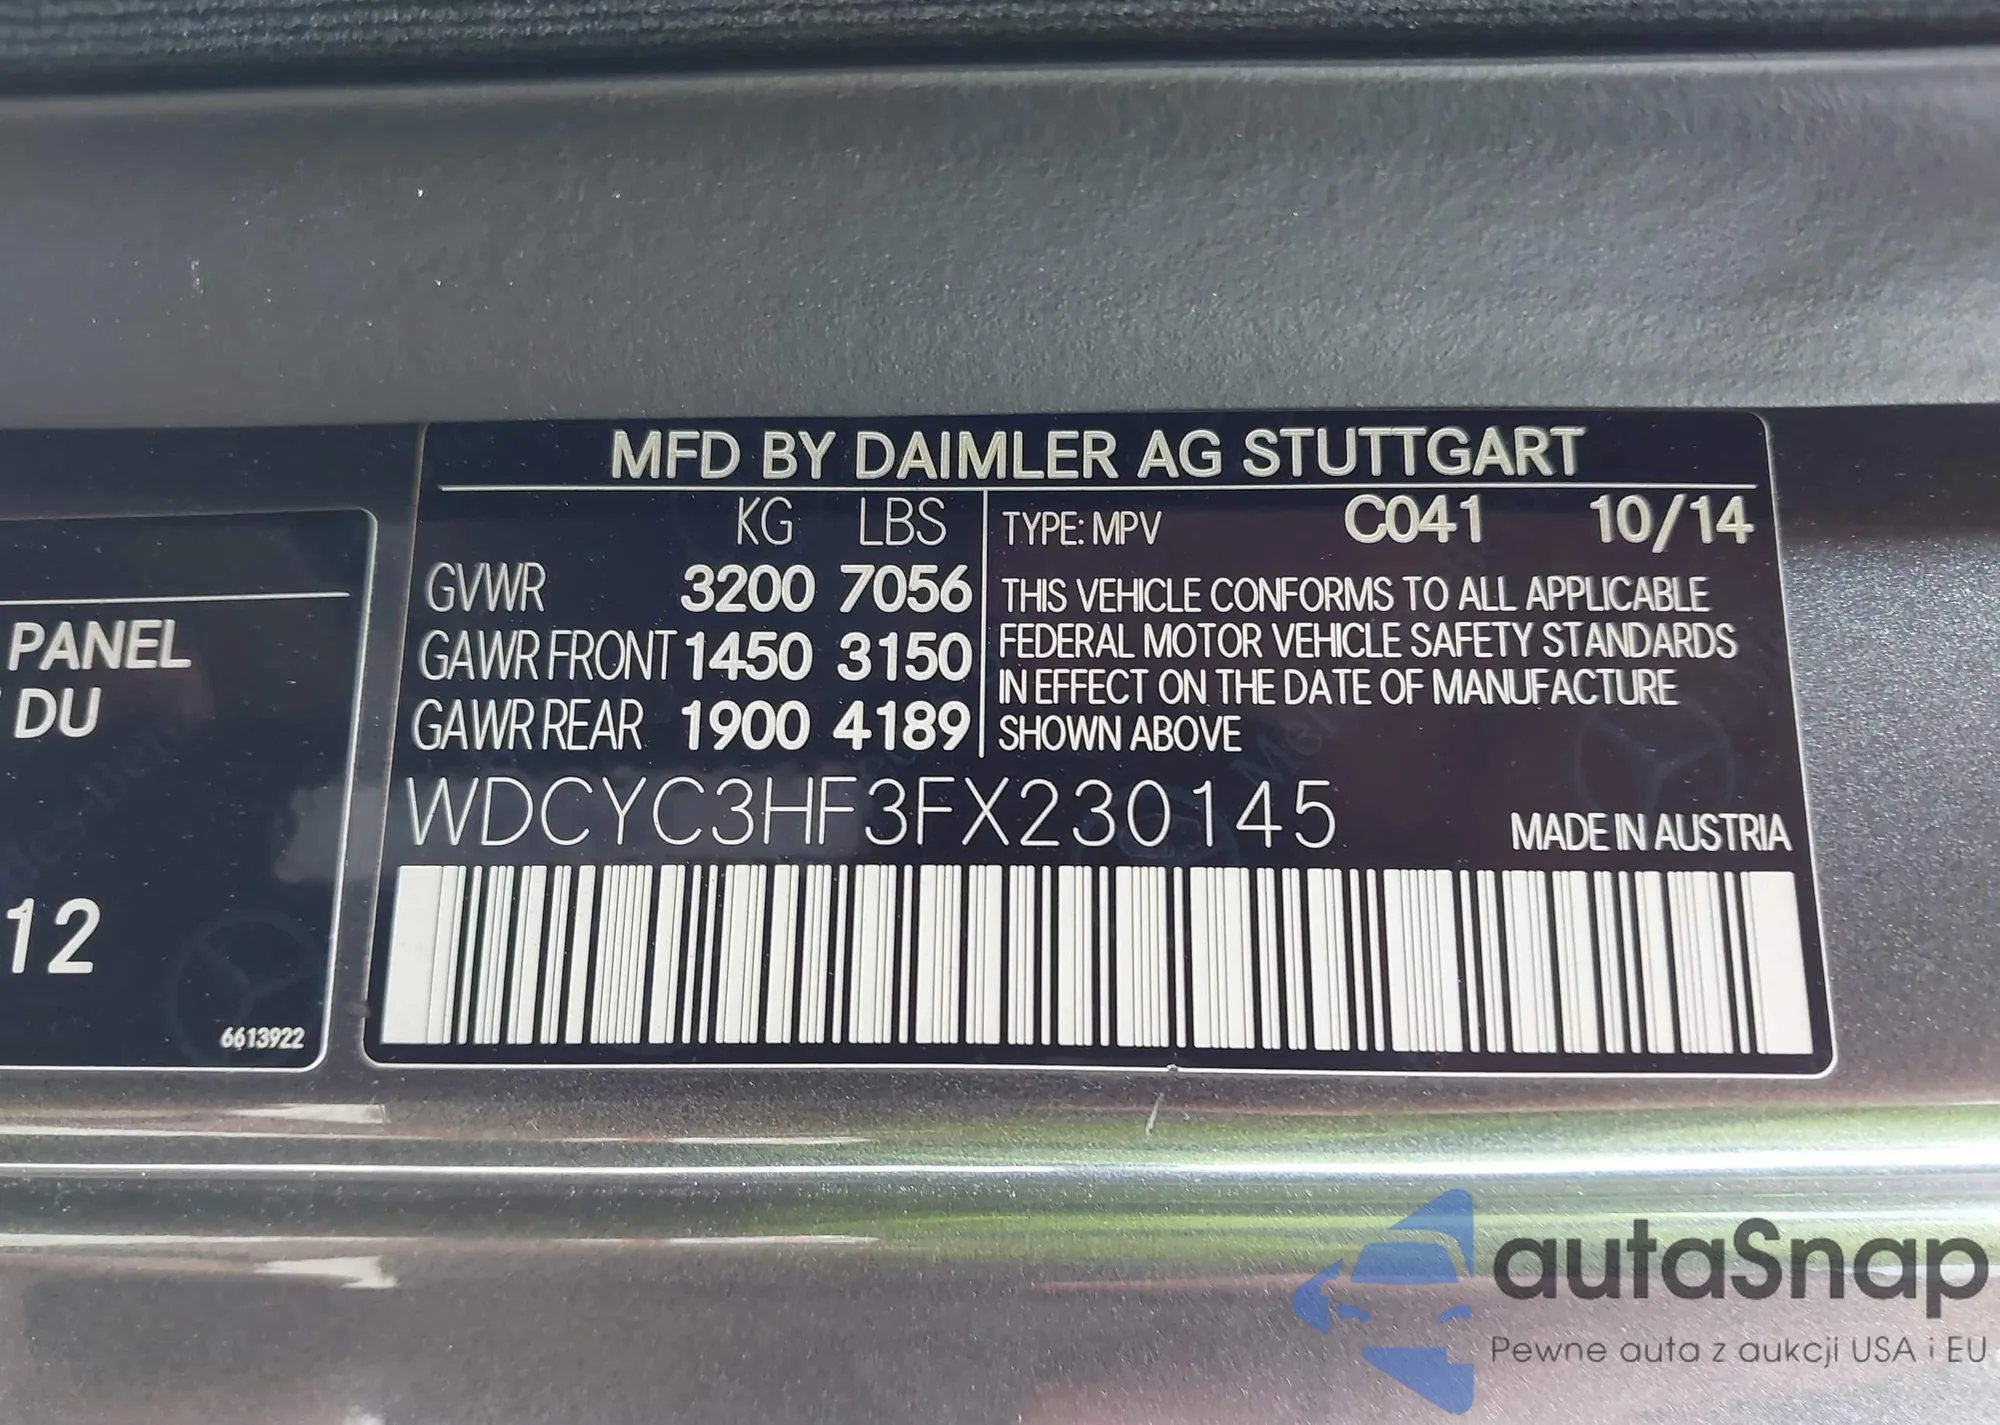 MFD BY DAIMLER AG STUTTGART
KG LBS
GVWR 3200 7056
GAWR FRONT 1450 3150
GAWR REAR 1900 4189
TYPE: MPV C041 10/14
THIS VEHICLE CONFORMS TO ALL APPLICABLE
FEDERAL MOTOR VEHICLE SAFETY STANDARDS
IN EFFECT ON THE DATE OF MANUFACTURE
SHOWN ABOVE
WDCYC3HF3FX230145
MADE IN AUSTRIA
PANEL
DU
12
6613922
autaSnap
Pewne auta z aukcji USA i EU